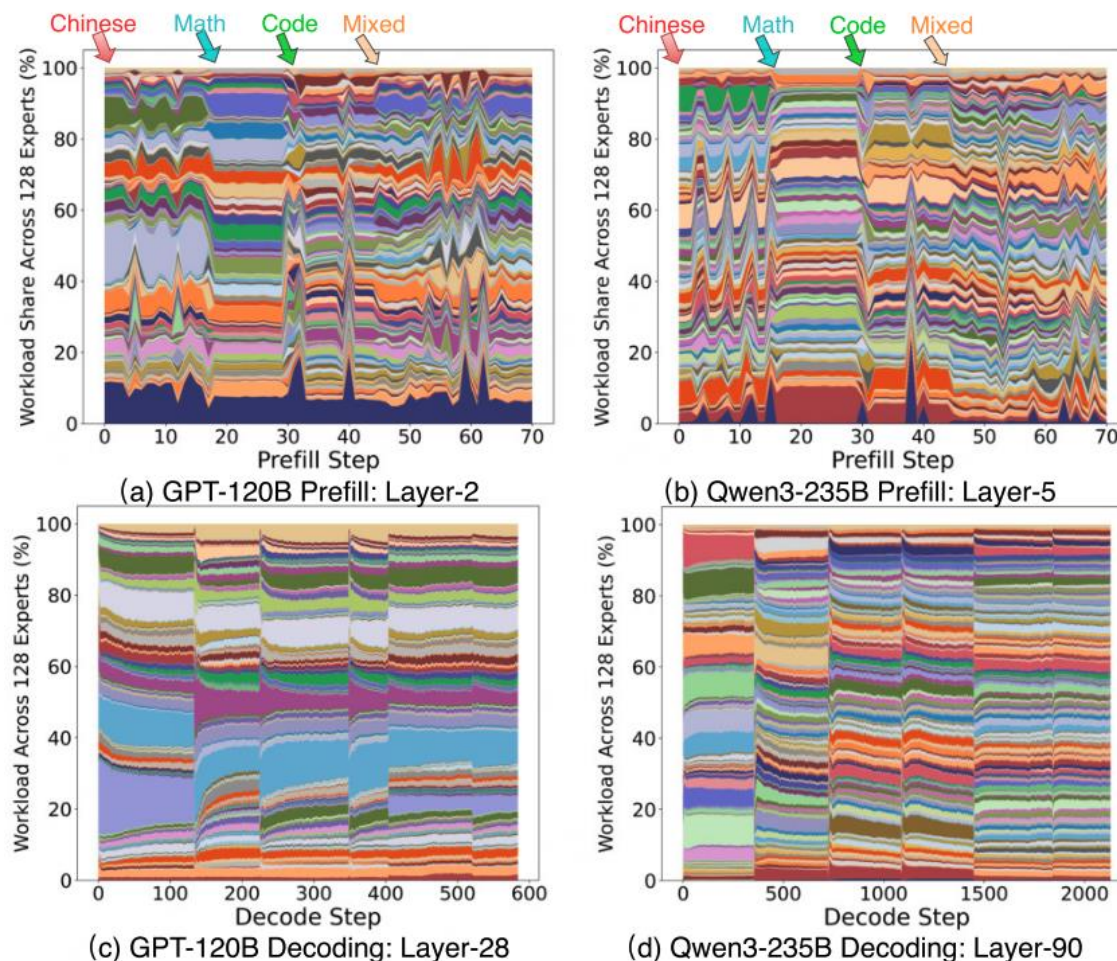 Chinese Math Code Mixed
Chinese Math Code Mixed
Workload Share Across 128 Experts (%)
100
80
60
40
20
0
0 10 20 30 40 50 60 70
Prefill Step
(a) GPT-120B Prefill: Layer-2
Workload Share Across 128 Experts (%)
100
80
60
40
20
0
0 10 20 30 40 50 60 70
Prefill Step
(b) Qwen3-235B Prefill: Layer-5
Workload Across 128 Experts (%)
100
80
60
40
20
0
0 100 200 300 400 500 600
Decode Step
(c) GPT-120B Decoding: Layer-28
Workload Across 128 Experts (%)
100
80
60
40
20
0
0 500 1000 1500 2000
Decode Step
(d) Qwen3-235B Decoding: Layer-90